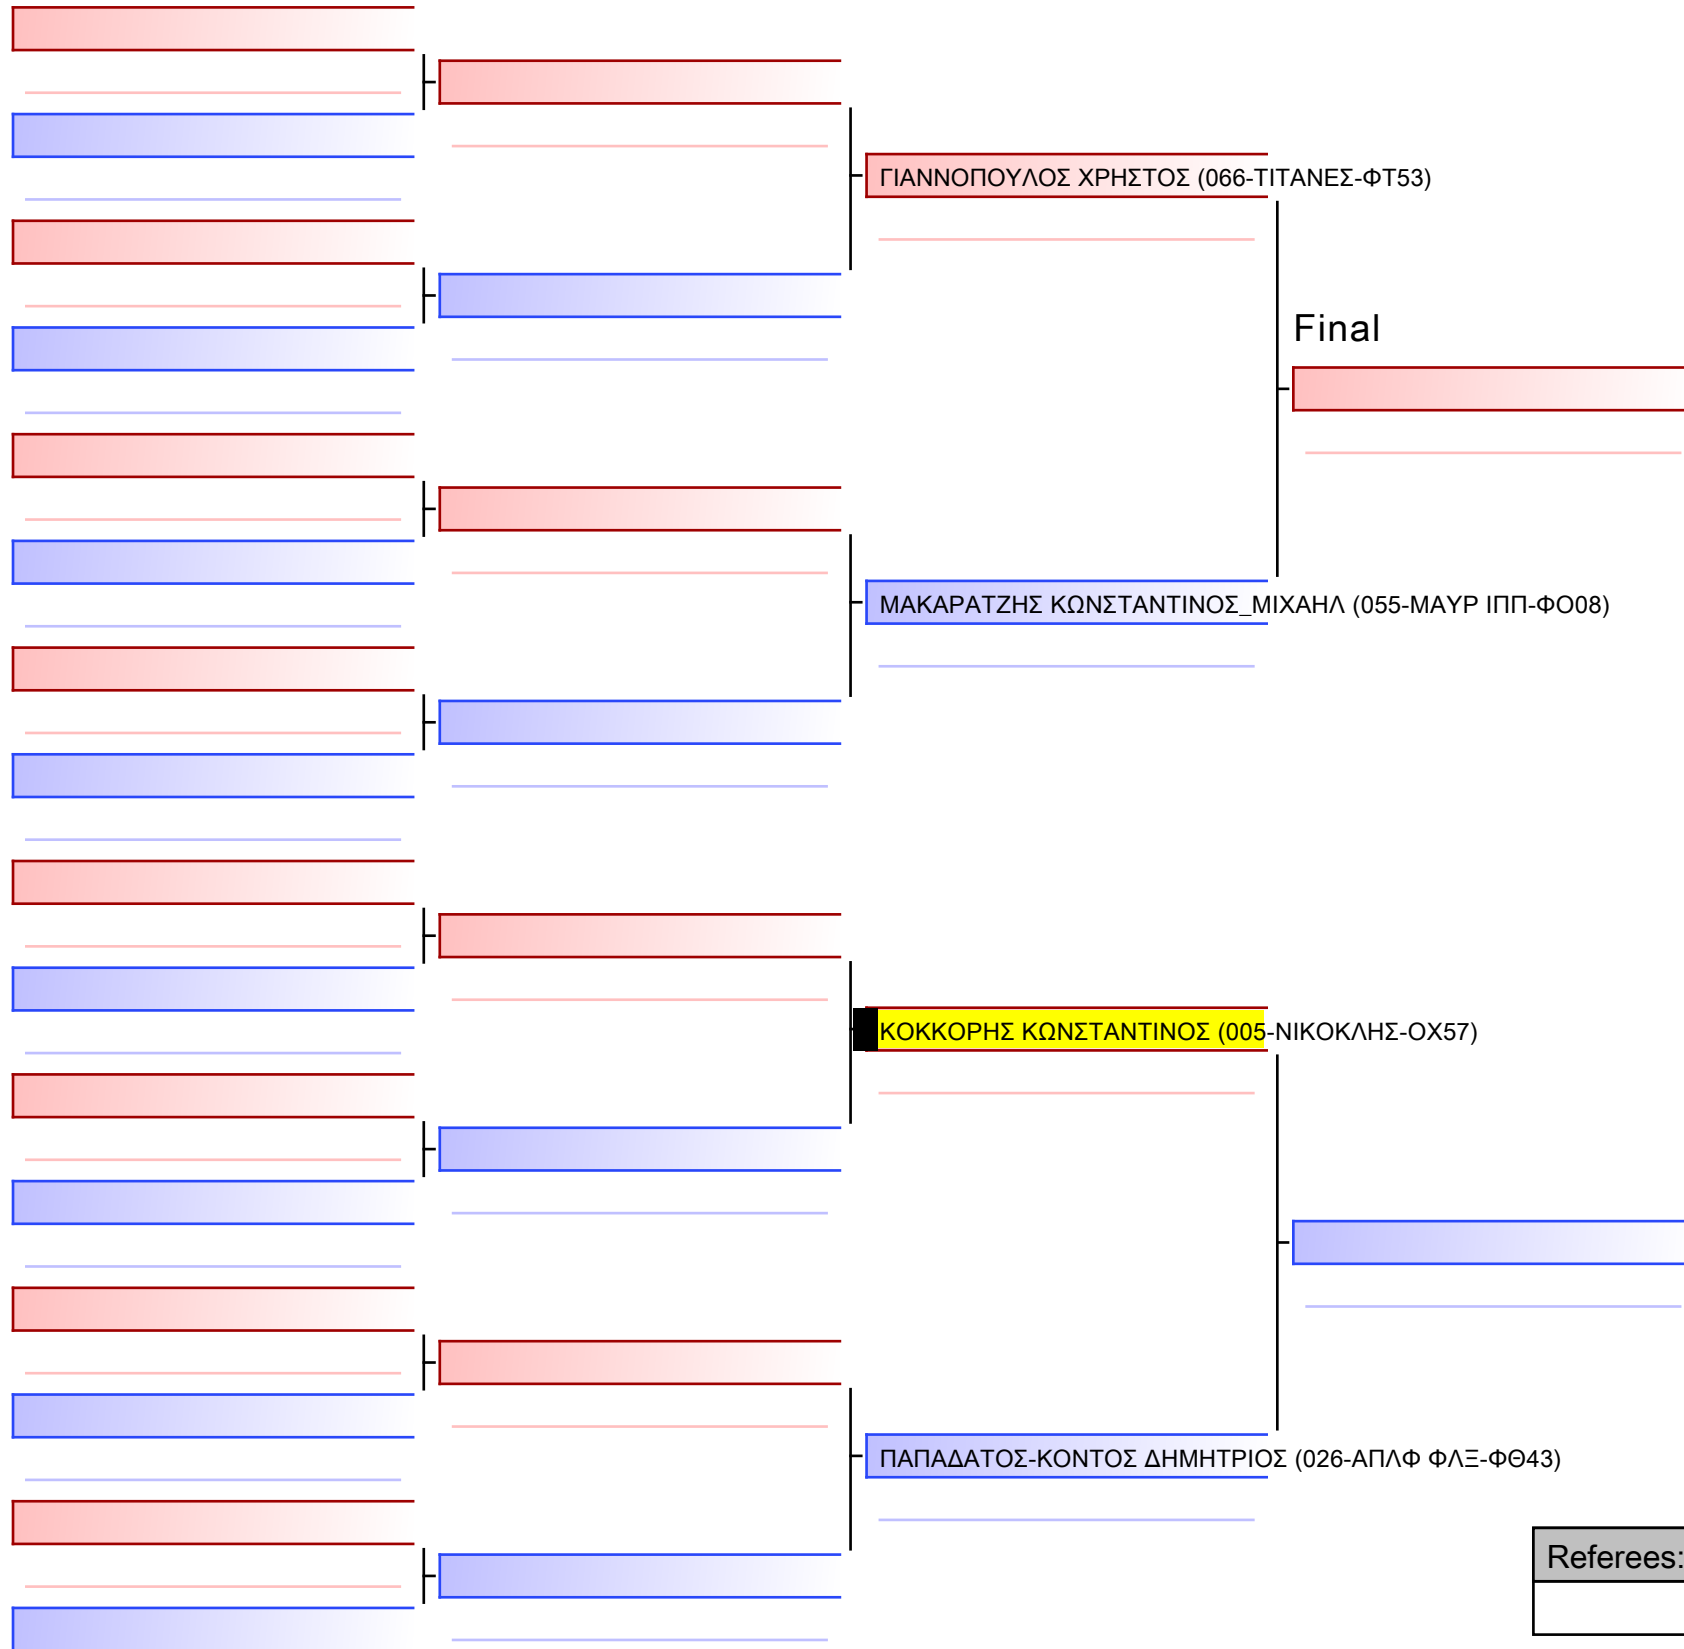 ΓΙΑΝΝΟΠΟΥΛΟΣ ΧΡΗΣΤΟΣ (066-ΤΙΤΑΝΕΣ-ΦΤ53)
Final
ΜΑΚΑΡΑΤΖΗΣ ΚΩΝΣΤΑΝΤΙΝΟΣ_ΜΙΧΑΗΛ (055-ΜΑΥΡ ΙΠΠ-ΦΟ08)
ΚΟΚΚΟΡΗΣ ΚΩΝΣΤΑΝΤΙΝΟΣ (005-ΝΙΚΟΚΛΗΣ-ΟΧ57)
ΠΑΠΑΔΑΤΟΣ-ΚΟΝΤΟΣ ΔΗΜΗΤΡΙΟΣ (026-ΑΠΛΦ ΦΛΞ-ΦΘ43)
Referees: